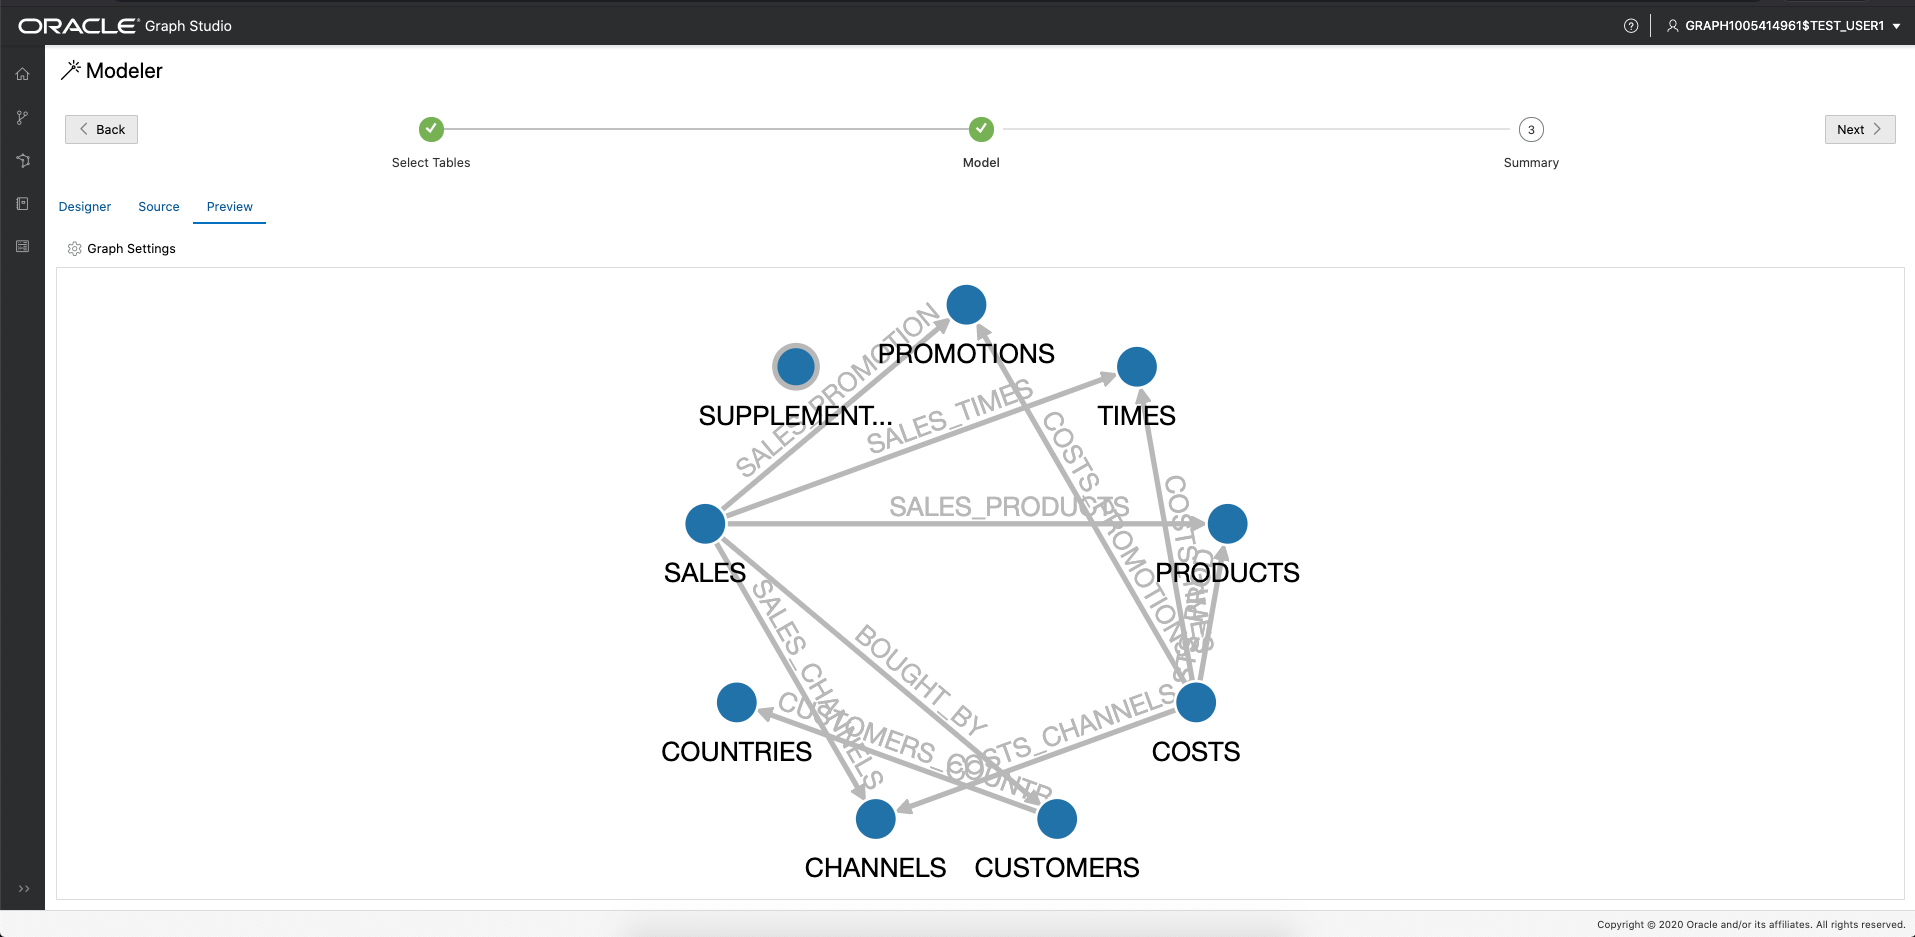 ORACLE® Graph Studio
GRAPH1005414961$TEST_USER1
Modeler
Back
Select Tables
Model
3
Summary
Next
Designer
Source
Preview
Graph Settings
PROMOTIONS
SUPPLEMENT...
TIMES
SALES_PROMOTION
SALES_TIMES
COSTS_PROMOTIONS
SALES_PRODUCTS
SALES
PRODUCTS
SALES_CHANNELS
BOUGHT_BY
COSTS_CHANNELS
COUNTRIES
COSTS
CHANNELS
CUSTOMERS
Copyright © 2020 Oracle and/or its affiliates. All rights reserved.